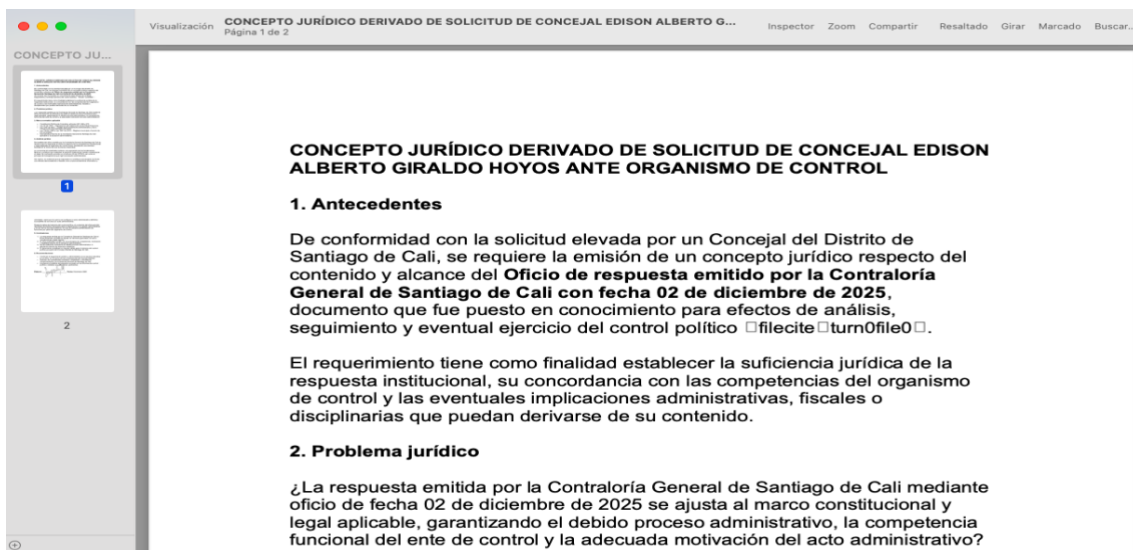 Visualización
CONCEPTO JURÍDICO DERIVADO DE SOLICITUD DE CONCEJAL EDISON ALBERTO G...
Página 1 de 2
Inspector Zoom Compartir Resaltado Girar Marcado Buscar...
CONCEPTO JU...
1
2
CONCEPTO JURÍDICO DERIVADO DE SOLICITUD DE CONCEJAL EDISON
ALBERTO GIRALDO HOYOS ANTE ORGANISMO DE CONTROL
1. Antecedentes
De conformidad con la solicitud elevada por un Concejal del Distrito de
Santiago de Cali, se requiere la emisión de un concepto jurídico respecto del
contenido y alcance del Oficio de respuesta emitido por la Contraloría
General de Santiago de Cali con fecha 02 de diciembre de 2025,
documento que fue puesto en conocimiento para efectos de análisis,
seguimiento y eventual ejercicio del control político □filecite□turn0file0□.
El requerimiento tiene como finalidad establecer la suficiencia jurídica de la
respuesta institucional, su concordancia con las competencias del organismo
de control y las eventuales implicaciones administrativas, fiscales o
disciplinarias que puedan derivarse de su contenido.
2. Problema jurídico
¿La respuesta emitida por la Contraloría General de Santiago de Cali mediante
oficio de fecha 02 de diciembre de 2025 se ajusta al marco constitucional y
legal aplicable, garantizando el debido proceso administrativo, la competencia
funcional del ente de control y la adecuada motivación del acto administrativo?